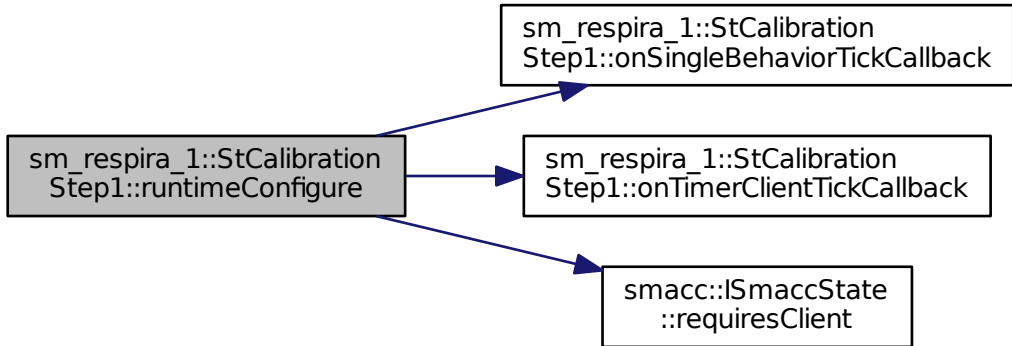 sm_respira_1::StCalibration
Step1::onSingleBehaviorTickCallback
sm_respira_1::StCalibration
Step1::runtimeConfigure
sm_respira_1::StCalibration
Step1::onTimerClientTickCallback
smacc::ISmaccState
::requiresClient